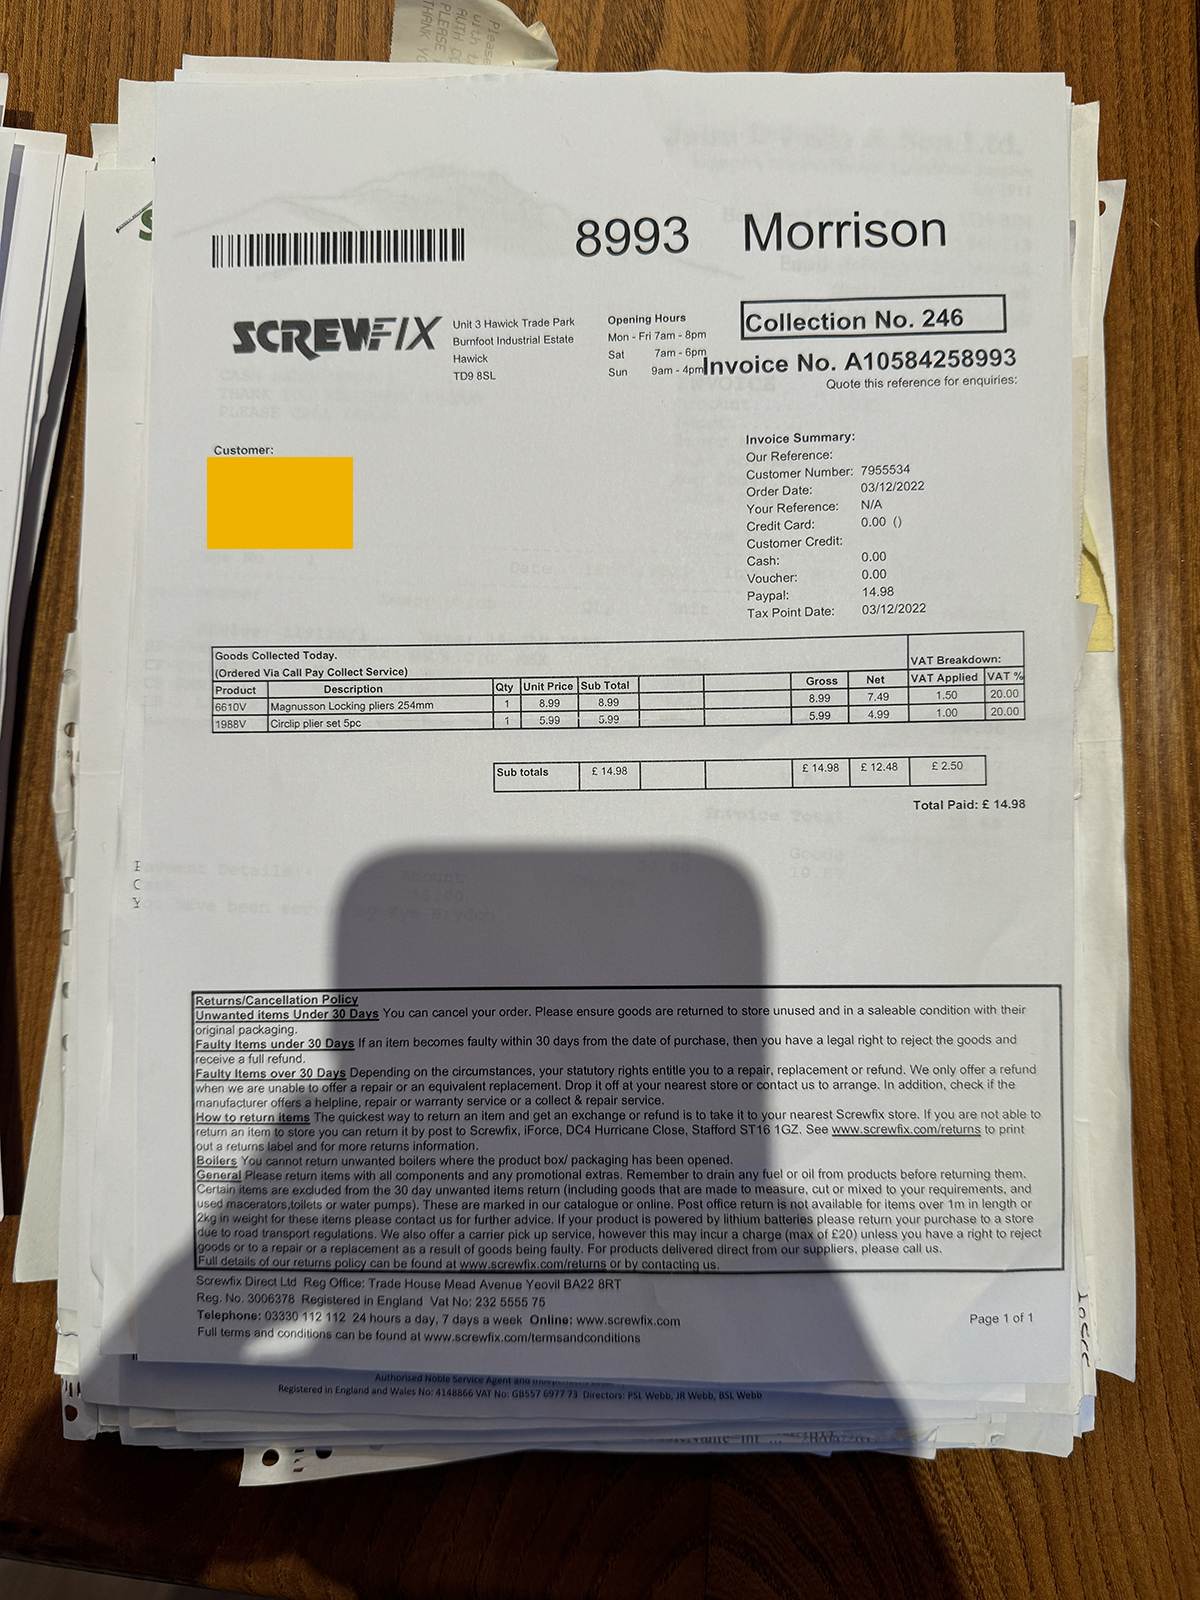 8993 Morrison
SCREWFIX
Unit 3 Hawick Trade Park
Burnfoot Industrial Estate
Hawick
TD9 8SL
Opening Hours
Mon - Fri 7am - 8pm
Sat 7am - 6pm
Sun 9am - 4pm
Collection No. 246
Invoice No. A10584258993
Quote this reference for enquiries:
Customer:
Invoice Summary:
Our Reference:
Customer Number: 7955534
Order Date: 03/12/2022
Your Reference: N/A
Credit Card: 0.00 ()
Customer Credit:
Cash: 0.00
Voucher: 0.00
Paypal: 14.98
Tax Point Date: 03/12/2022
Goods Collected Today.
(Ordered Via Call Pay Collect Service)
VAT Breakdown:
Product Description Qty Unit Price Sub Total Gross Net VAT Applied VAT %
6610V Magnusson Locking pliers 254mm 1 8.99 8.99 8.99 7.49 1.50 20.00
1988V Circlip plier set 5pc 1 5.99 5.99 5.99 4.99 1.00 20.00
Sub totals £ 14.98 £ 14.98 £ 12.48 £ 2.50
Total Paid: £ 14.98
Returns/Cancellation Policy
Unwanted items Under 30 Days You can cancel your order. Please ensure goods are returned to store unused and in a saleable condition with their
original packaging.
Faulty Items under 30 Days If an item becomes faulty within 30 days from the date of purchase, then you have a legal right to reject the goods and
receive a full refund.
Faulty Items over 30 Days Depending on the circumstances, your statutory rights entitle you to a repair, replacement or refund. We only offer a refund
when we are unable to offer a repair or an equivalent replacement. Drop it off at your nearest store or contact us to arrange. In addition, check if the
manufacturer offers a helpline, repair or warranty service or a collect & repair service.
How to return items The quickest way to return an item and get an exchange or refund is to take it to your nearest Screwfix store. If you are not able to
return an item to store you can return it by post to Screwfix, iForce, DC4 Hurricane Close, Stafford ST16 1GZ. See www.screwfix.com/returns to print
out a returns label and for more returns information.
Boilers You cannot return unwanted boilers where the product box/ packaging has been opened.
General Please return items with all components and any promotional extras. Remember to drain any fuel or oil from products before returning them.
Certain items are excluded from the 30 day unwanted items return (including goods that are made to measure, cut or mixed to your requirements, and
used macerators,toilets or water pumps). These are marked in our catalogue or online. Post office return is not available for items over 1m in length or
2kg in weight for these items please contact us for further advice. If your product is powered by lithium batteries please return your purchase to a store
due to road transport regulations. We also offer a carrier pick up service, however this may incur a charge (max of £20) unless you have a right to reject
goods or to a repair or a replacement as a result of goods being faulty. For products delivered direct from our suppliers, please call us.
Full details of our returns policy can be found at www.screwfix.com/returns or by contacting us.
Screwfix Direct Ltd Reg Office: Trade House Mead Avenue Yeovil BA22 8RT
Reg. No. 3006378 Registered in England Vat No: 232 5555 75
Telephone: 03330 112 112 24 hours a day, 7 days a week Online: www.screwfix.com
Full terms and conditions can be found at www.screwfix.com/termsandconditions
Page 1 of 1
Authorised Noble Service Agent and
Registered in England and Wales No: 4148866 VAT No: GB557 6977 73 Directors: PSL Webb, JR Webb, BSL Webb